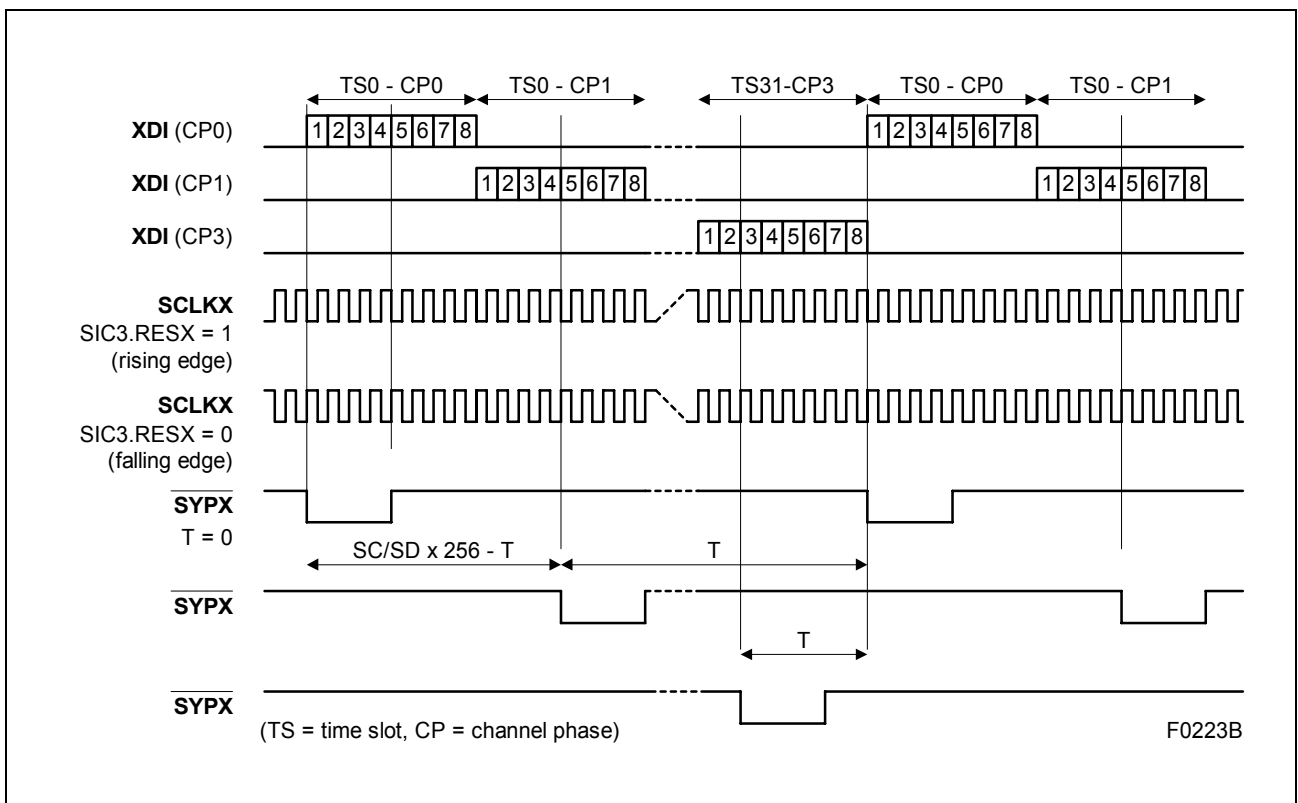 TS0 - CP0 TS0 - CP1 TS31-CP3 TS0 - CP0 TS0 - CP1
XDI (CP0) 1 2 3 4 5 6 7 8 1 2 3 4 5 6 7 8
XDI (CP1) 1 2 3 4 5 6 7 8 1 2 3 4 5 6 7 8
XDI (CP3) 1 2 3 4 5 6 7 8
SCLKX
SIC3.RESX = 1
(rising edge)
SCLKX
SIC3.RESX = 0
(falling edge)
SYPX
T = 0
SC/SD x 256 - T T
SYPX
T
SYPX
(TS = time slot, CP = channel phase) F0223B